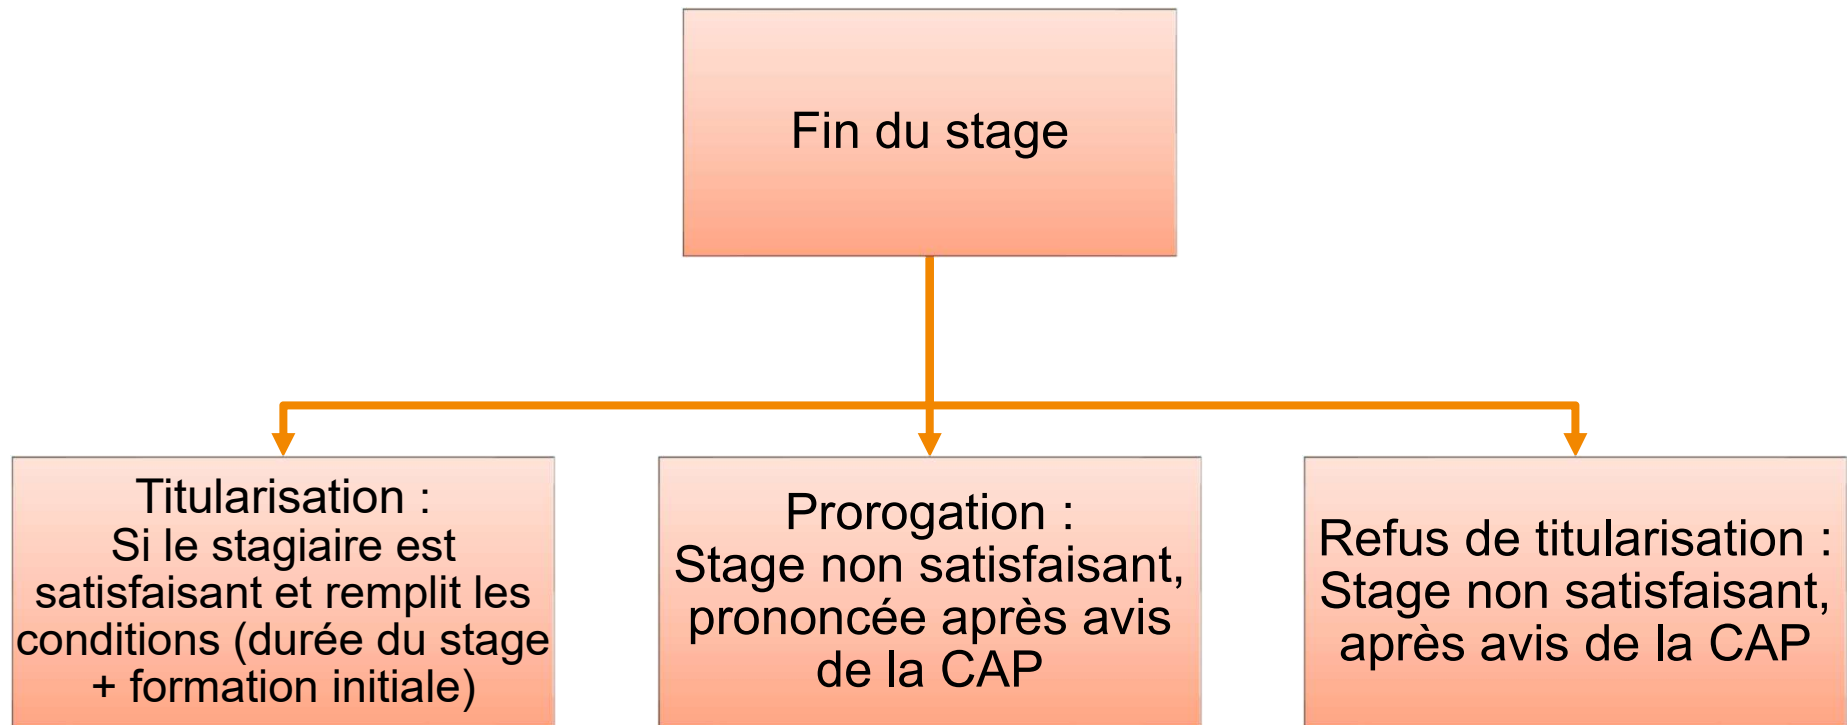 Fin du stage
Titularisation :
Si le stagiaire est
satisfaisant et remplit les
conditions (durée du stage
+ formation initiale)
Prorogation :
Stage non satisfaisant,
prononcée après avis
de la CAP
Refus de titularisation :
Stage non satisfaisant,
après avis de la CAP